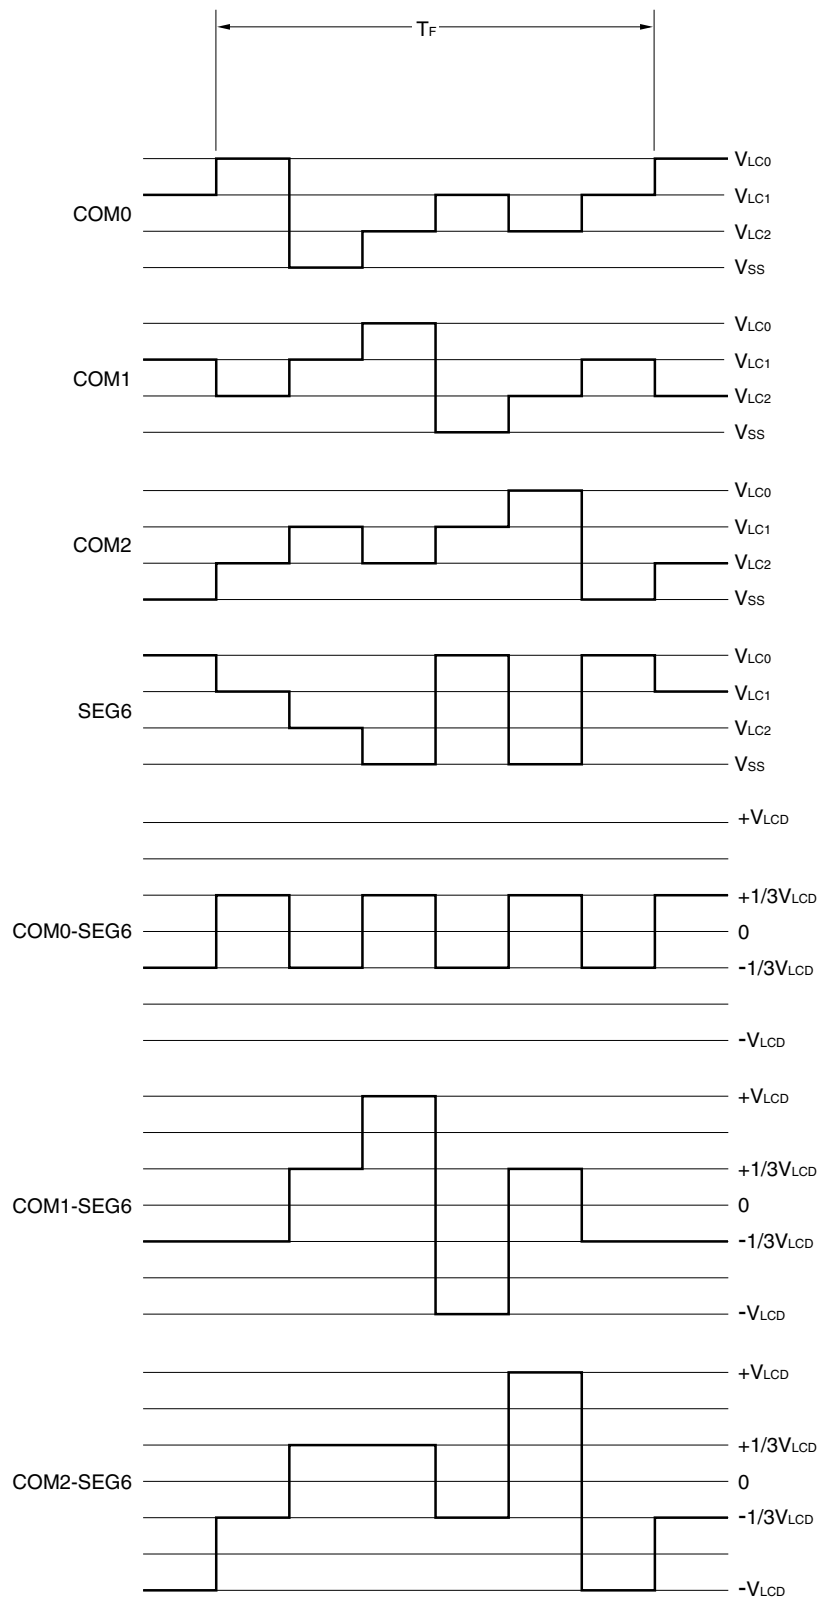 TF
COM0
VLC0
VLC1
VLC2
VSS
COM1
VLC0
VLC1
VLC2
VSS
COM2
VLC0
VLC1
VLC2
VSS
SEG6
VLC0
VLC1
VLC2
VSS
COM0-SEG6
+VLCD
+1/3VLCD
0
-1/3VLCD
-VLCD
COM1-SEG6
+VLCD
+1/3VLCD
0
-1/3VLCD
-VLCD
COM2-SEG6
+VLCD
+1/3VLCD
0
-1/3VLCD
-VLCD